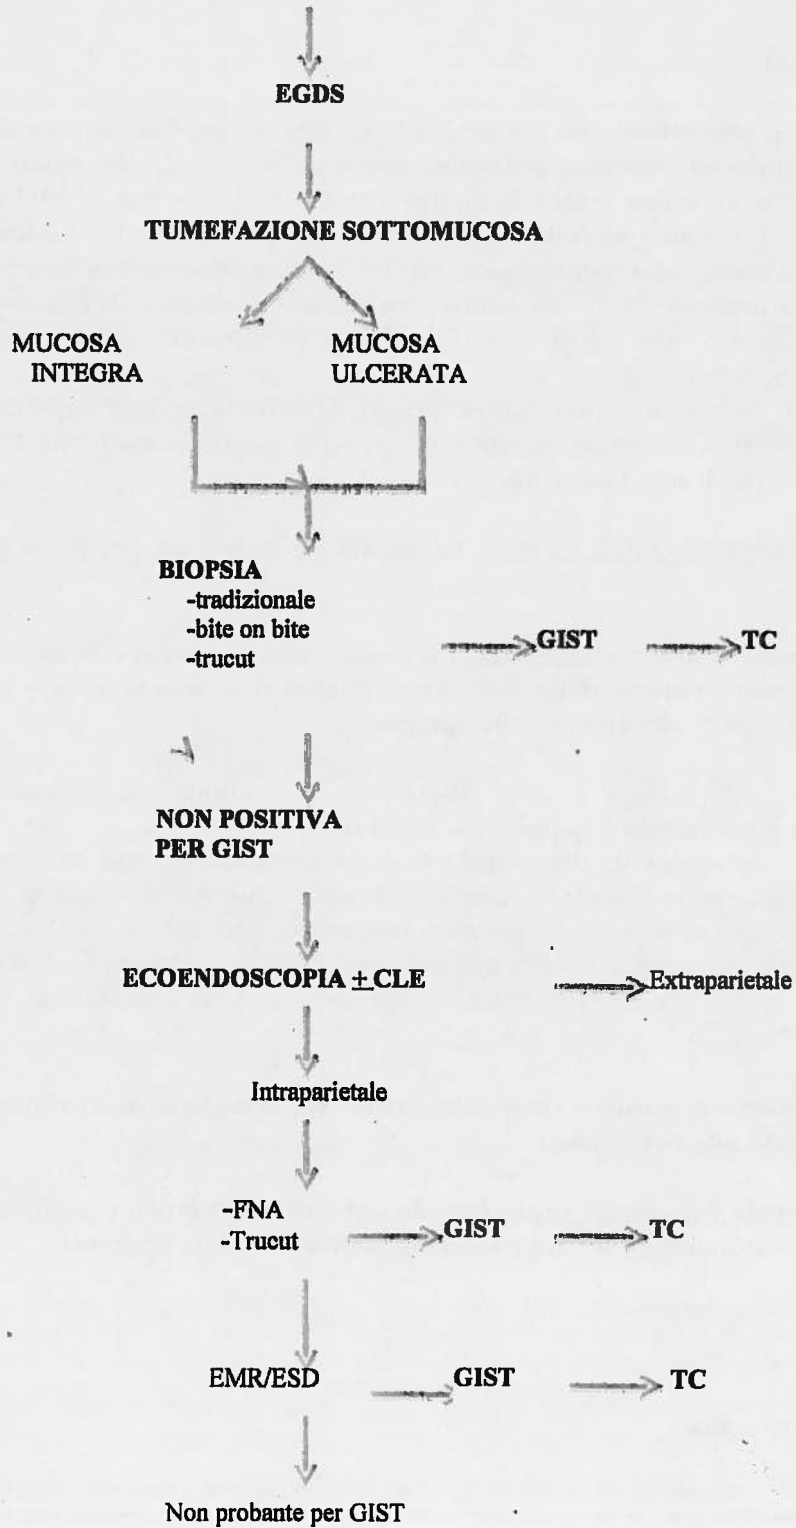 EGDS
TUMEFAZIONE SOTTOMUCOSA
MUCOSA
INTEGRA
MUCOSA
ULCERATA
BIOPSIA
-tradizionale
-bite on bite
-trucut
GIST
TC
NON POSITIVA
PER GIST
ECOENDOSCOPIA ±CLE
Extraparietale
Intraparietale
-FNA
-Trucut
GIST
TC
EMR/ESD
GIST
TC
Non probante per GIST